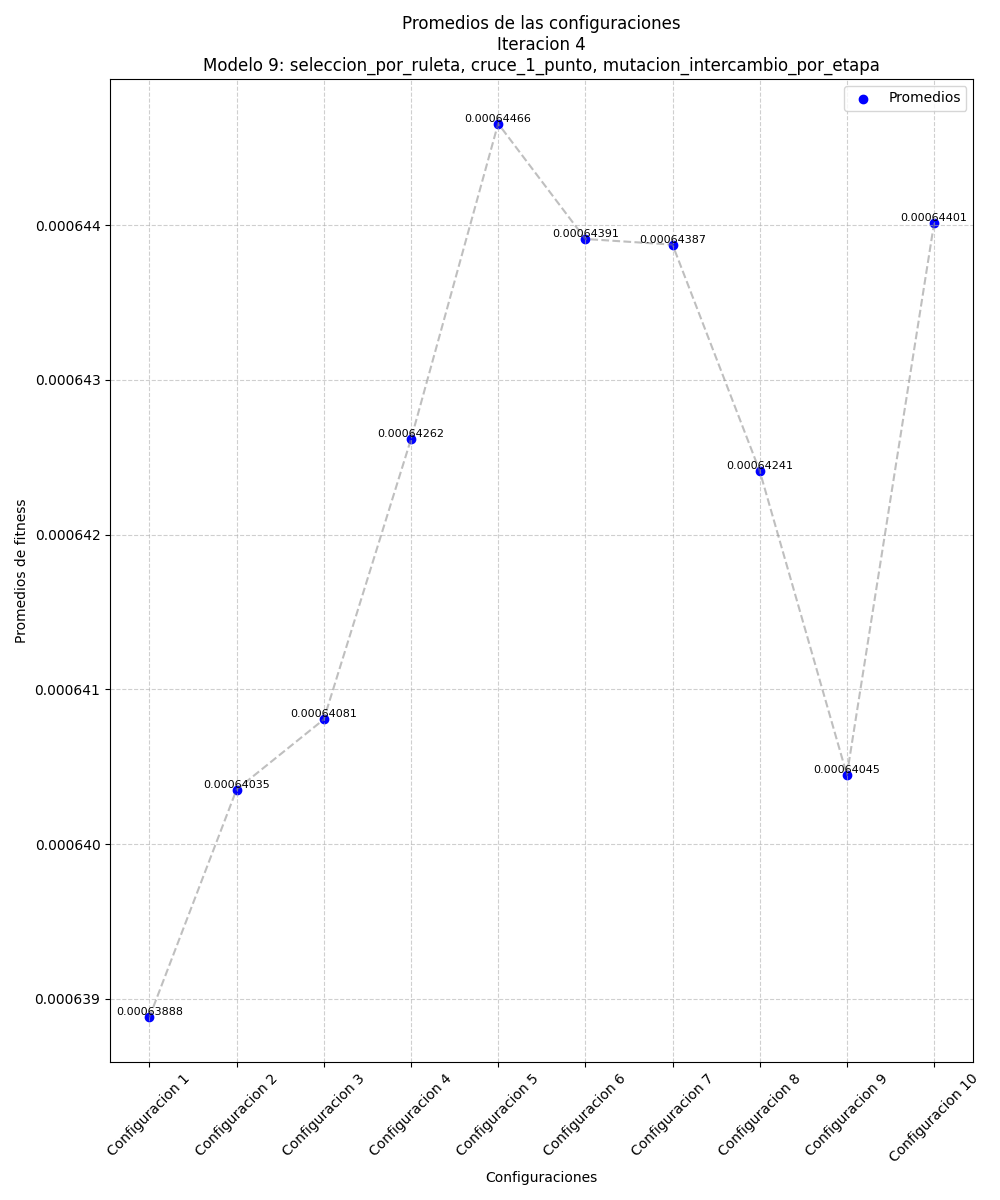 Promedios de las configuraciones
Iteracion 4
Modelo 9: seleccion_por_ruleta, cruce_1_punto, mutacion_intercambio_por_etapa
Promedios
0.00064466
0.00064401
0.000644
0.00064391
0.00064387
0.000643
0.00064262
0.00064241
0.000642
Promedios de fitness
0.000641
0.00064081
0.00064045
0.00064035
0.000640
0.000639
0.00063888
Configuracion 1
Configuracion 2
Configuracion 3
Configuracion 4
Configuracion 5
Configuracion 6
Configuracion 7
Configuracion 8
Configuracion 9
Configuracion 10
Configuraciones